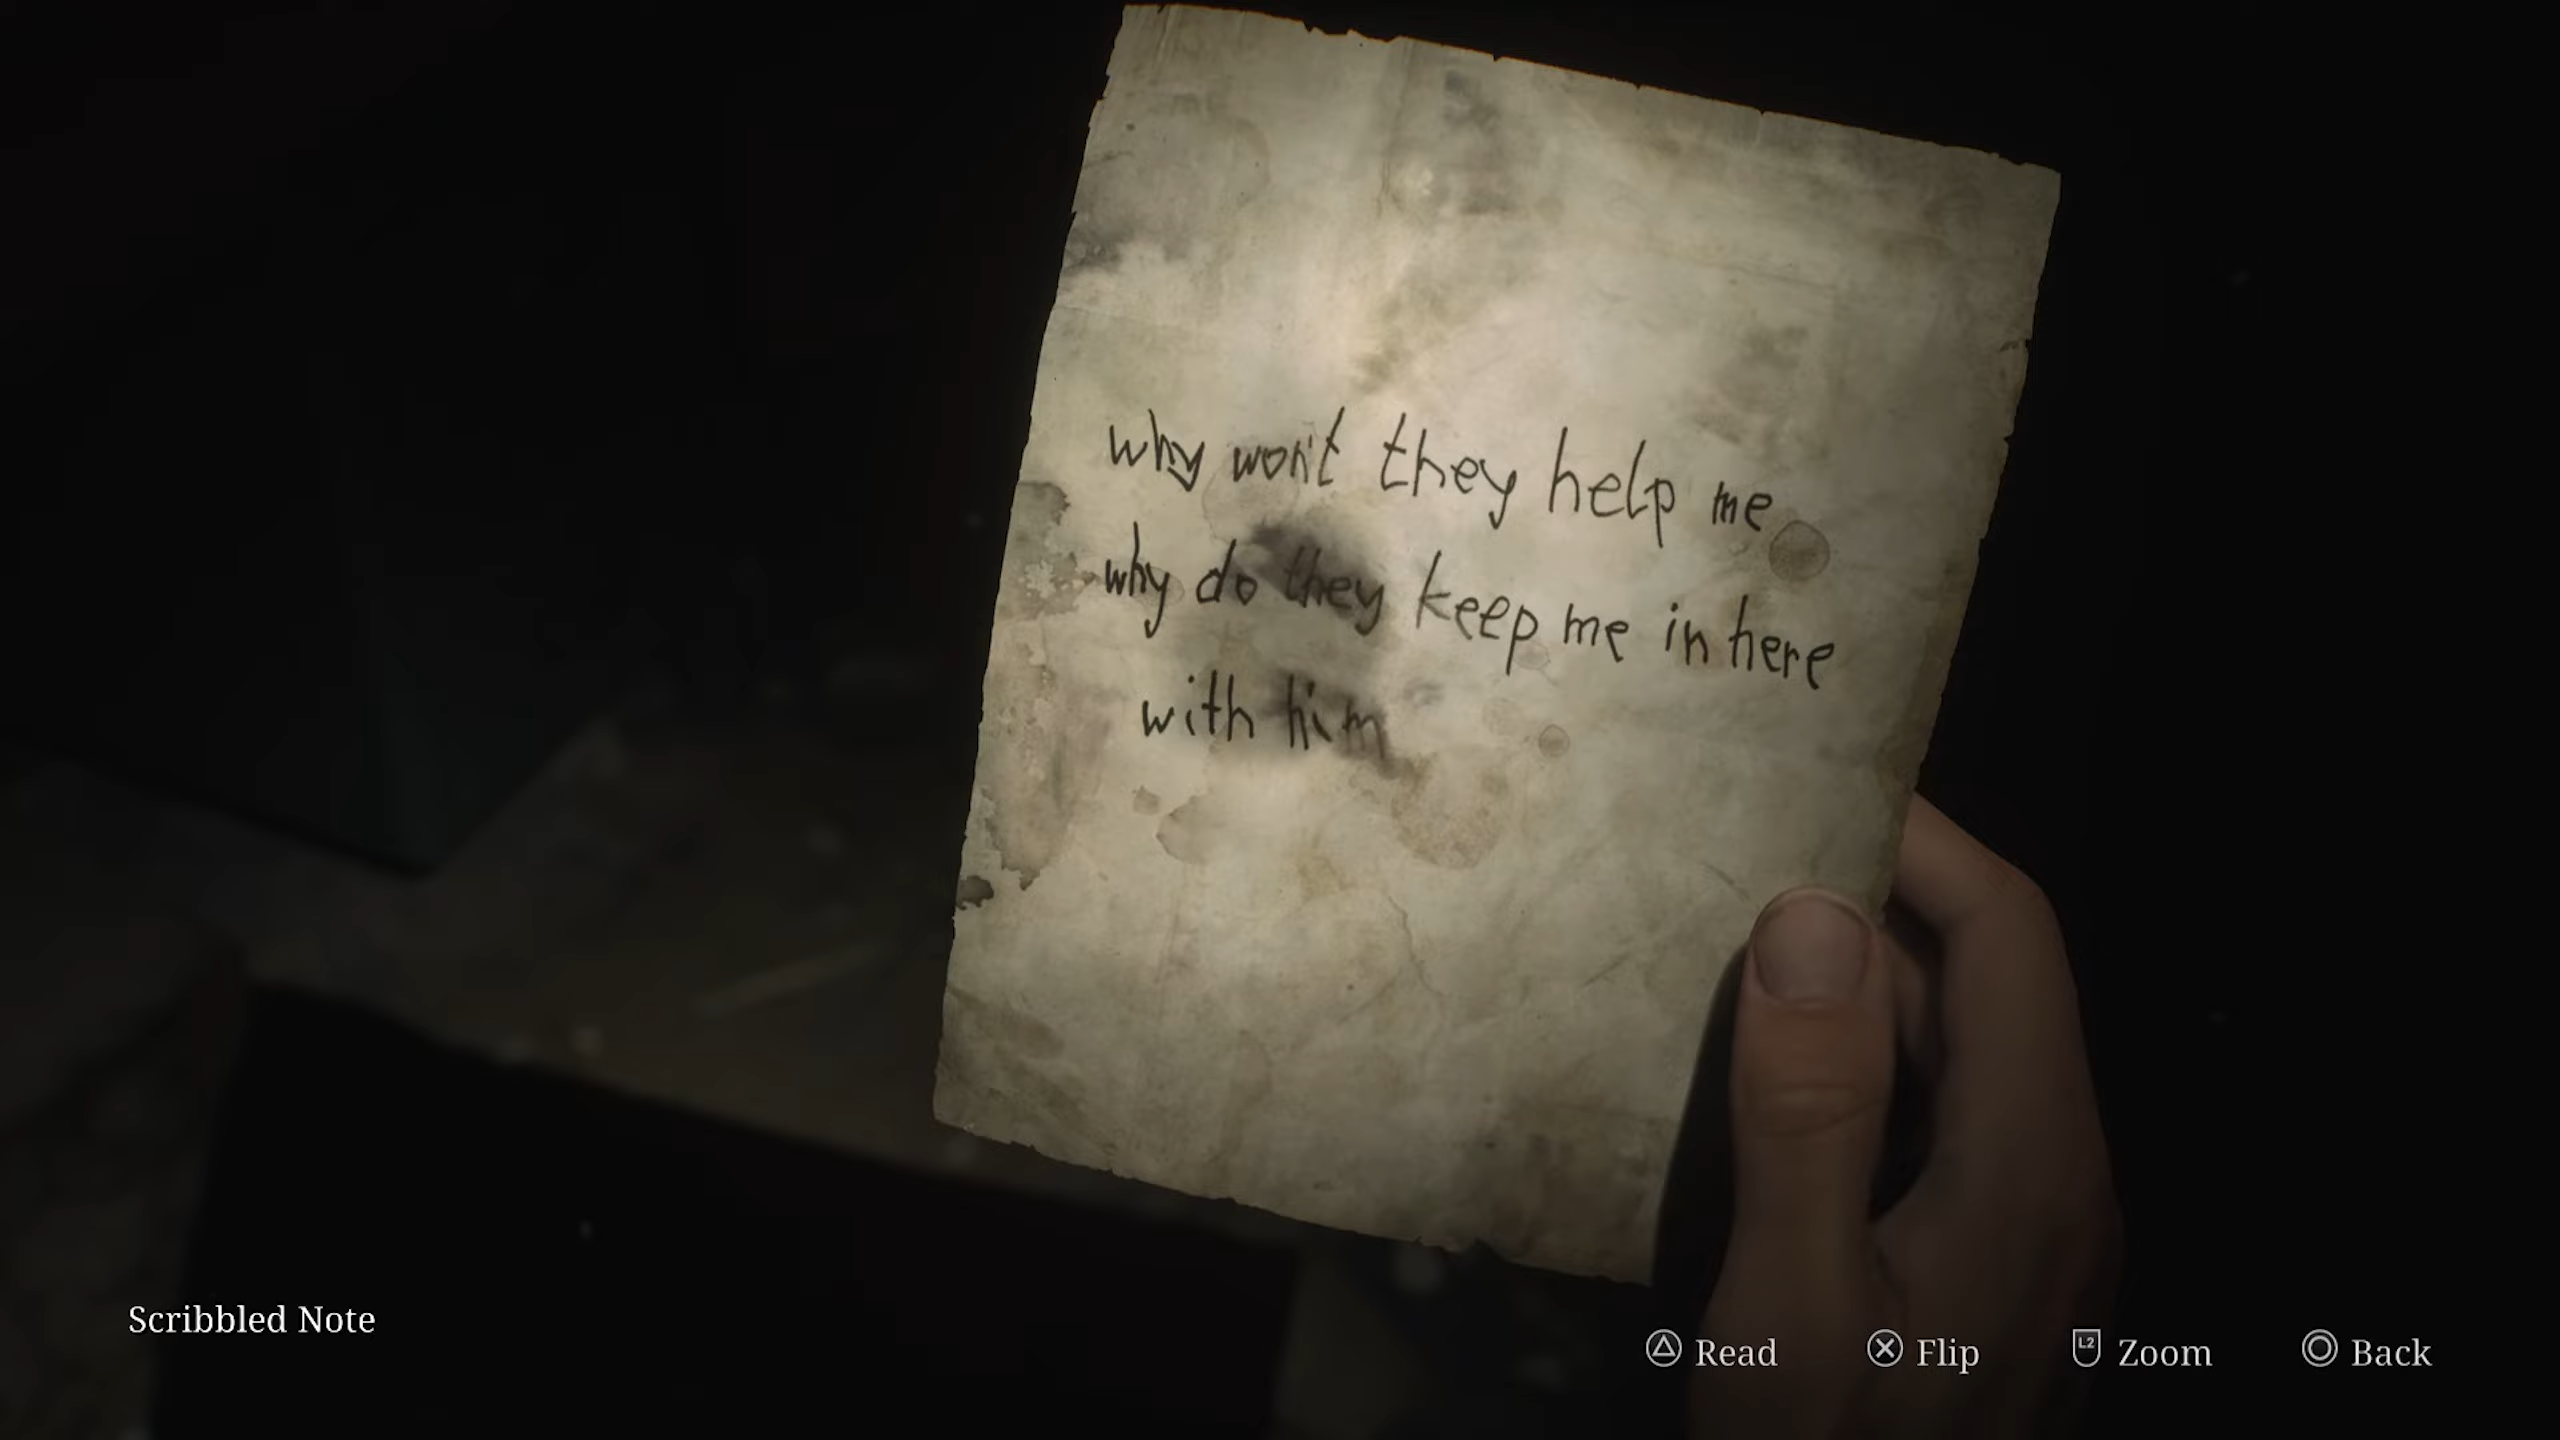 why won't they help me
why do they keep me in here
with him
Scribbled Note
Read Flip L2 Zoom Back